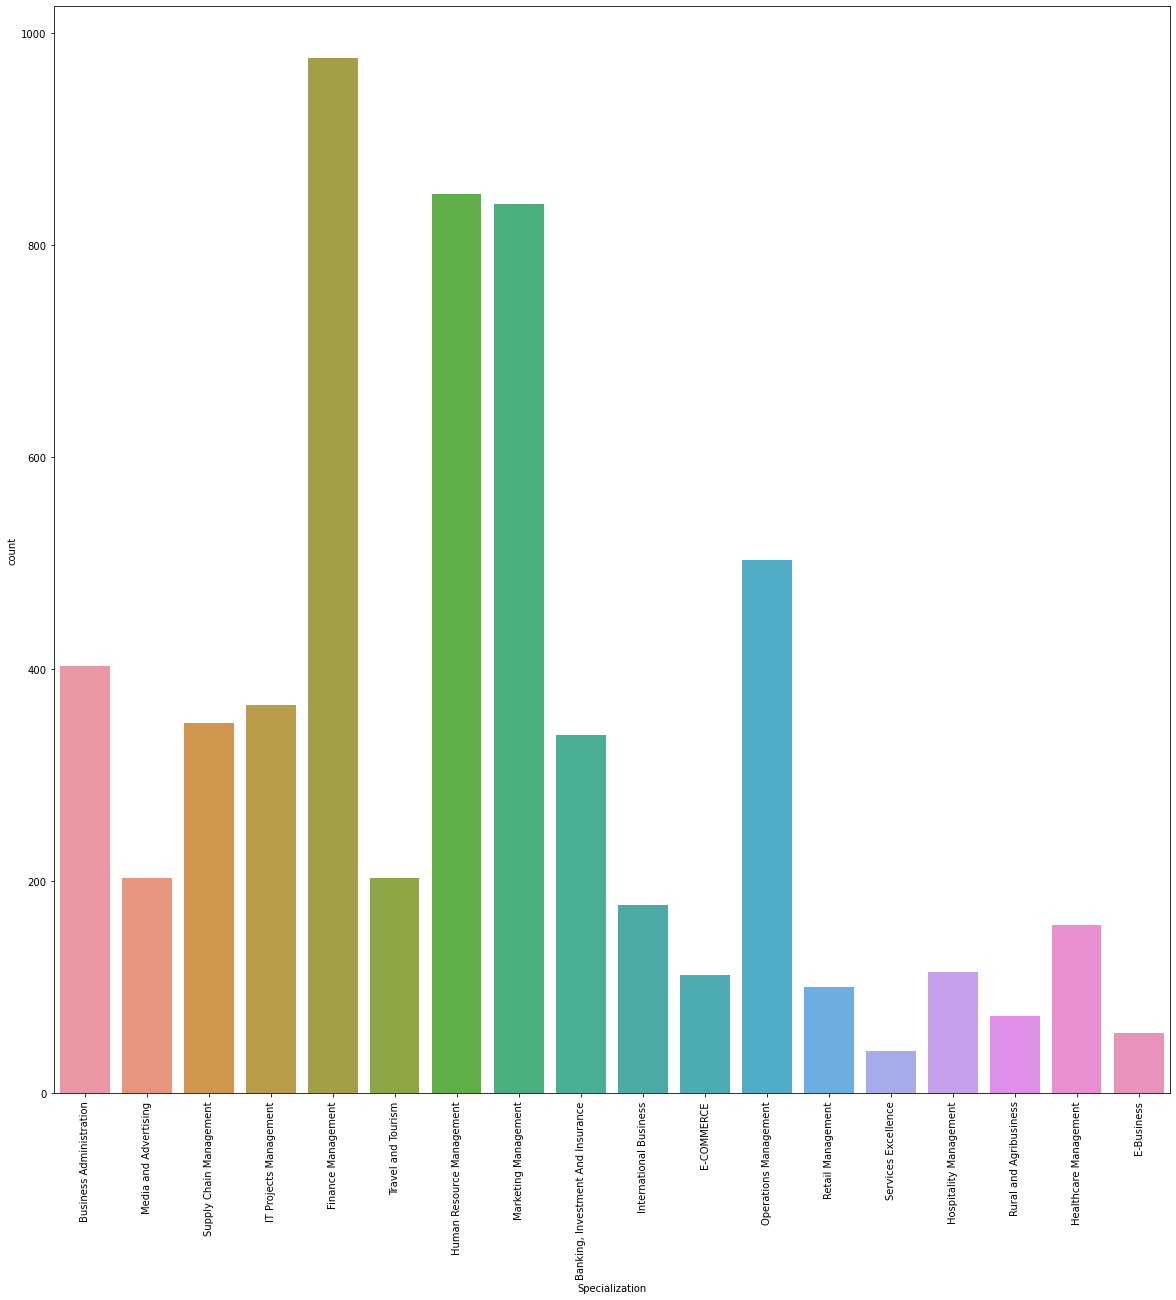 1000
800
600
400
200
0
count
Business Administration
Media and Advertising
Supply Chain Management
IT Projects Management
Finance Management
Travel and Tourism
Human Resource Management
Marketing Management
Banking, Investment And Insurance
International Business
E-COMMERCE
Operations Management
Retail Management
Services Excellence
Hospitality Management
Rural and Agribusiness
Healthcare Management
E-Business
Specialization